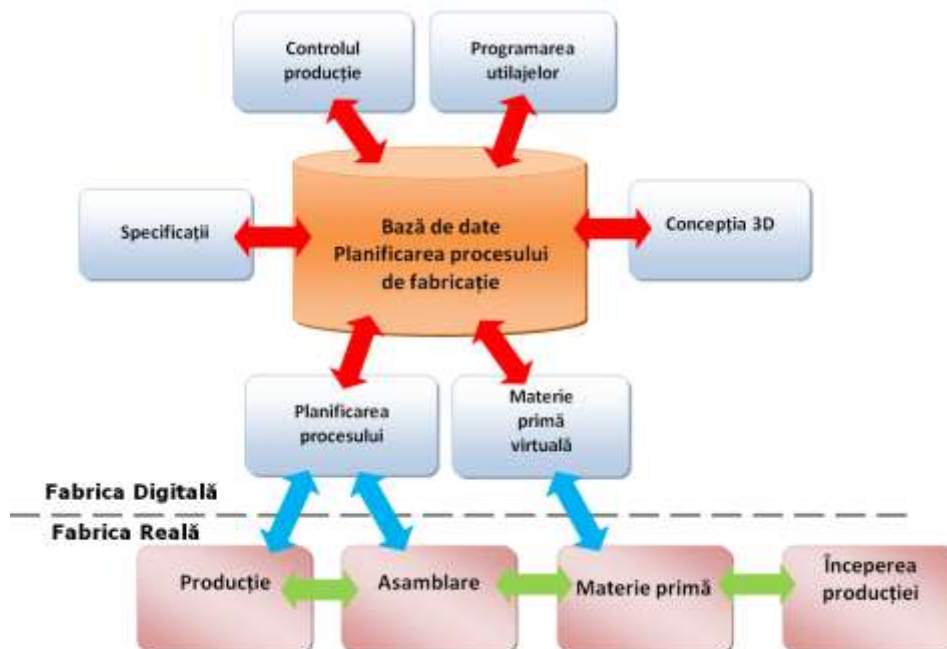 Controlul
producție
Programarea
utilajelor
Specificații
Bază de date
Planificarea procesului
de fabricație
Concepția 3D
Planificarea
procesului
Materie
primă
virtuală
Fabrica Digitală
Fabrica Reală
Producție
Asamblare
Materie primă
Începerea
producției